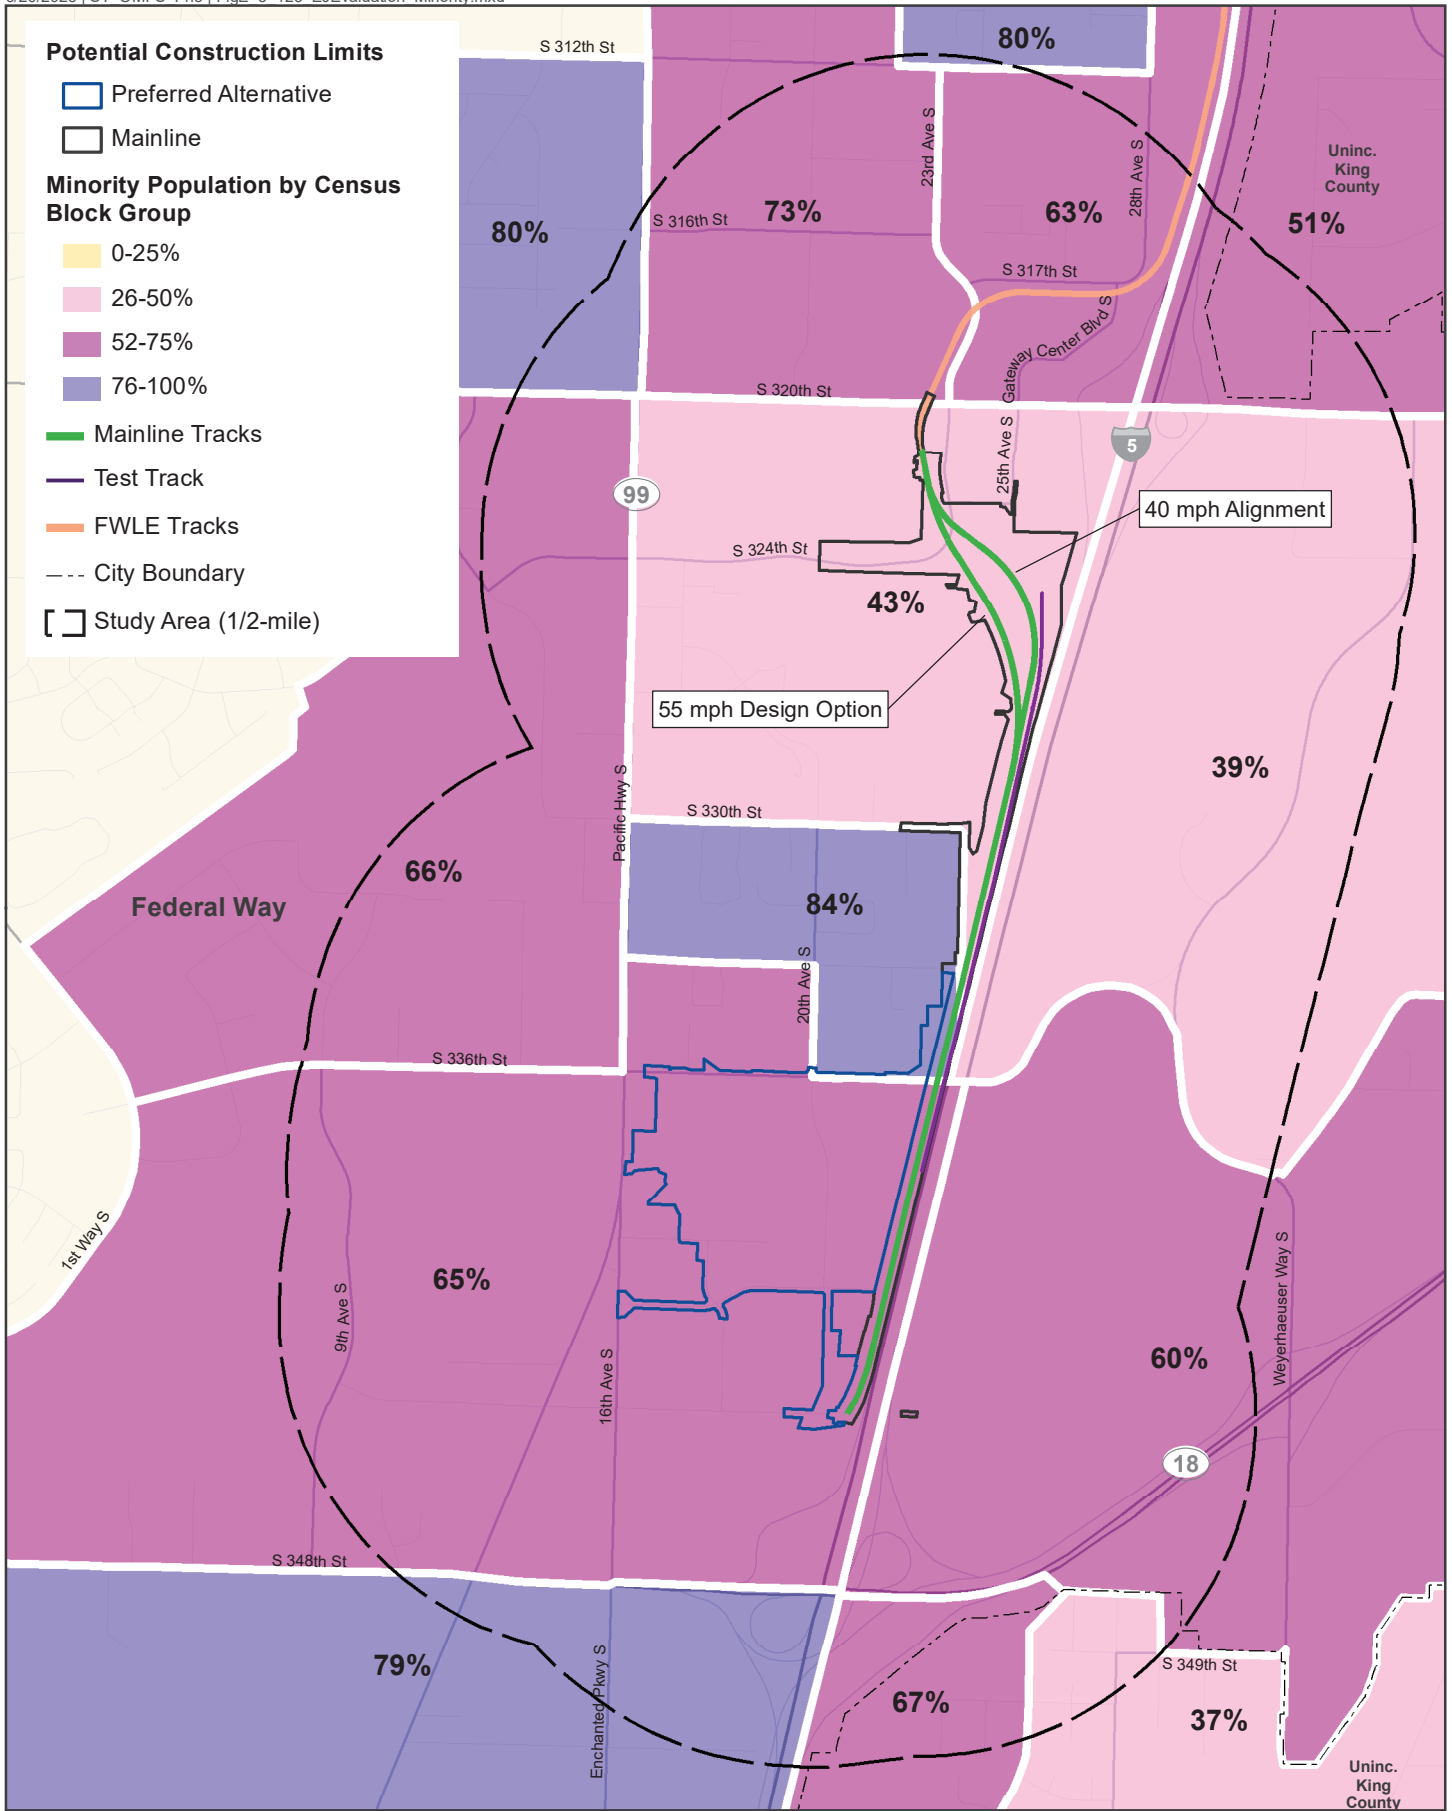 Potential Construction Limits
Preferred Alternative
Mainline
Minority Population by Census
Block Group
0-25%
26-50%
52-75%
76-100%
Mainline Tracks
Test Track
FWLE Tracks
City Boundary
Study Area (1/2-mile)
S 312th St
80%
23rd Ave S
28th Ave S
Uninc.
King
County
80%
73%
63%
51%
S 316th St
S 317th St
Gateway Center Blvd S
S 320th St
25th Ave S
5
99
40 mph Alignment
S 324th St
43%
55 mph Design Option
39%
Pacific Hwy S
S 330th St
66%
Federal Way
84%
20th Ave S
S 336th St
1st Way S
65%
9th Ave S
Weyerhaeuser Way S
60%
16th Ave S
18
S 348th St
79%
Enchanted Pkwy S
S 349th St
67%
37%
Uninc.
King
County